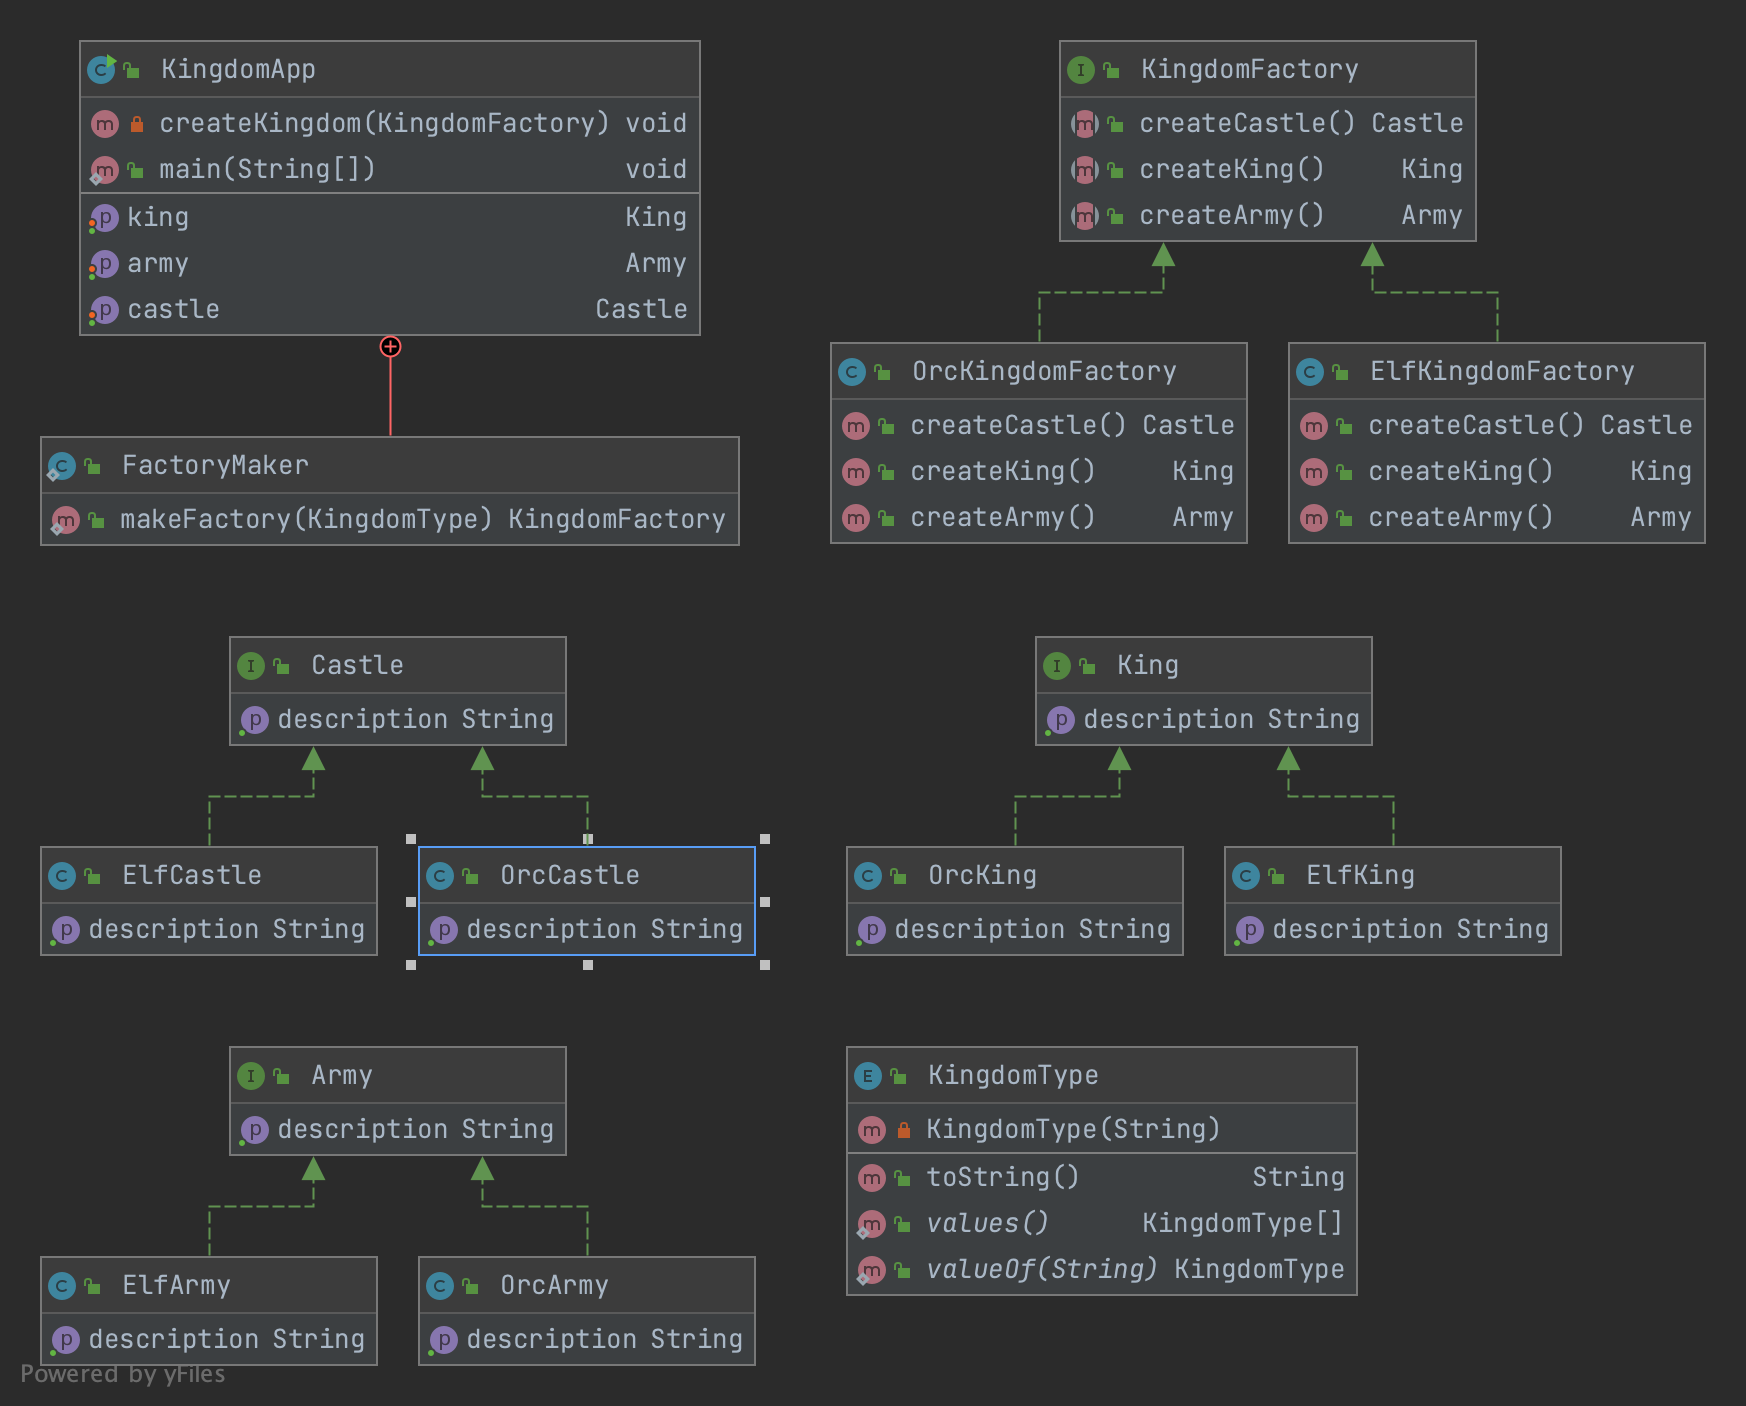 KingdomApp
createKingdom(KingdomFactory) void
main(String[]) void
king King
army Army
castle Castle
FactoryMaker
makeFactory(KingdomType) KingdomFactory
KingdomFactory
createCastle() Castle
createKing() King
createArmy() Army
OrcKingdomFactory
createCastle() Castle
createKing() King
createArmy() Army
ElfKingdomFactory
createCastle() Castle
createKing() King
createArmy() Army
Castle
description String
ElfCastle
description String
OrcCastle
description String
King
description String
OrcKing
description String
ElfKing
description String
Army
description String
ElfArmy
description String
OrcArmy
description String
KingdomType
KingdomType(String)
toString() String
values() KingdomType[]
valueOf(String) KingdomType
Powered by yFiles